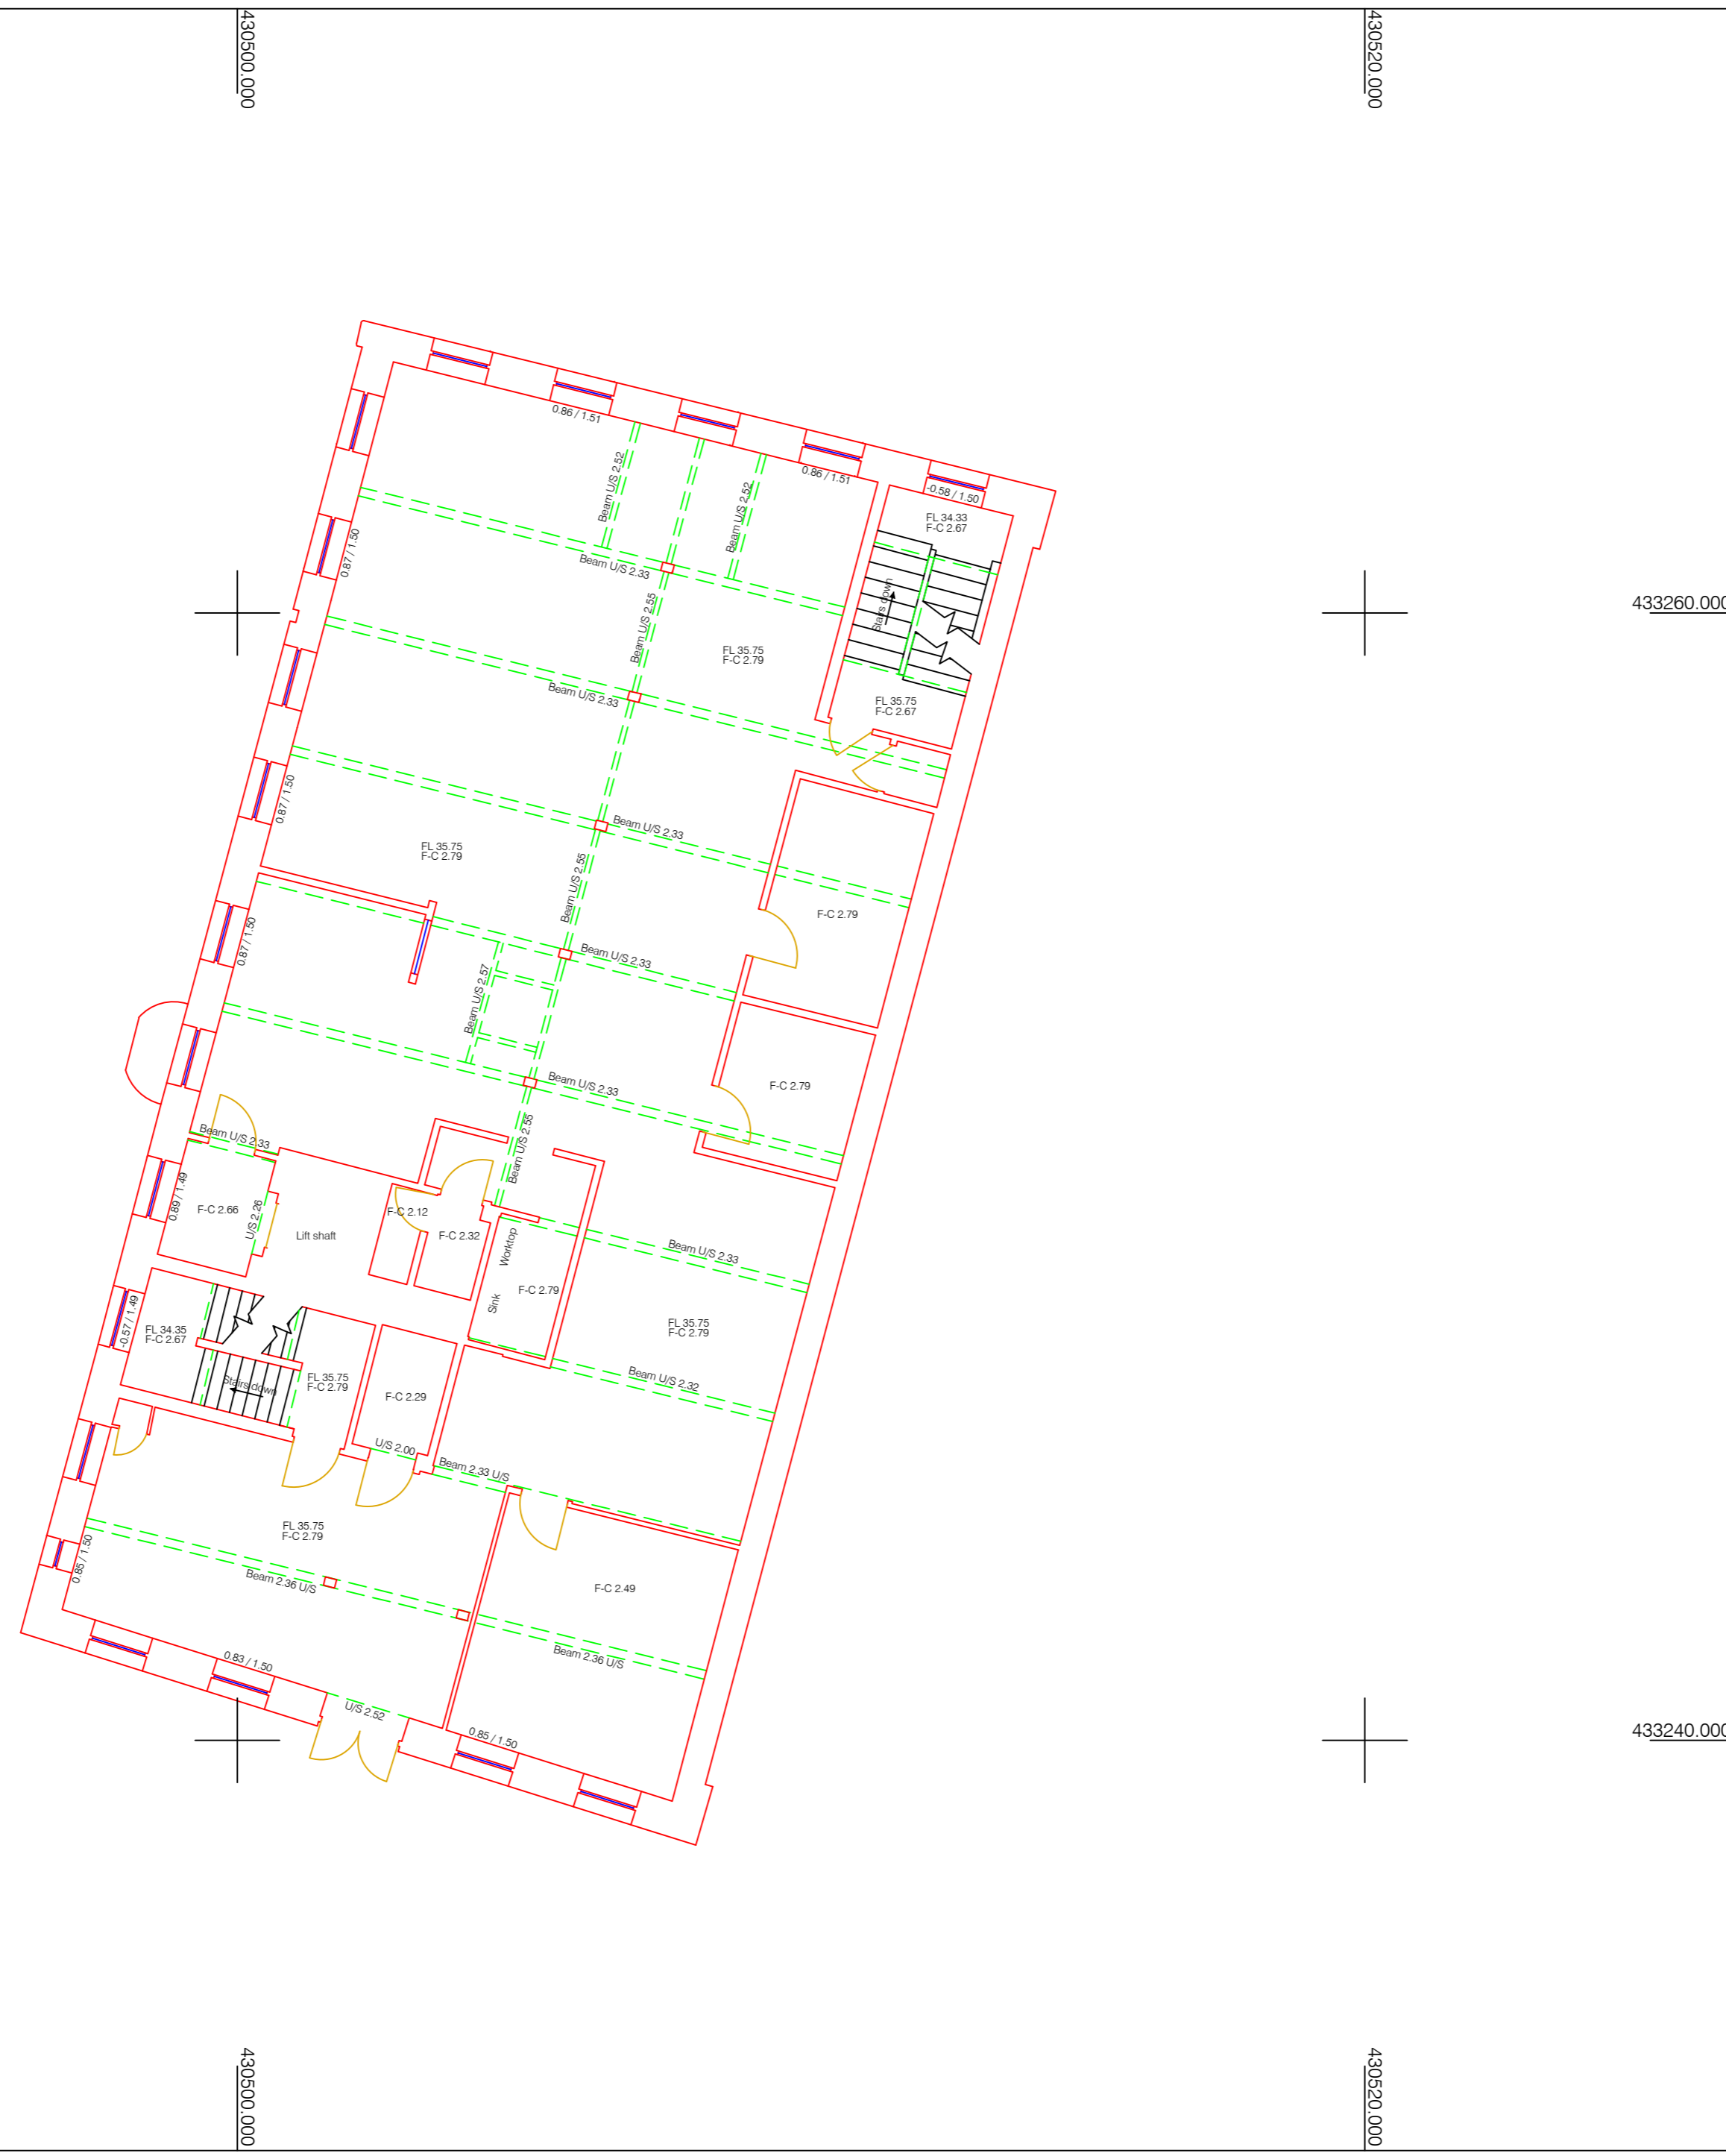 430500.000
430520.000
0.86 / 1.51
0.86 / 1.51
-0.58 / 1.50
Beam U/S 2.52
Beam U/S 2.52
FL 34.33
F-C 2.67
0.87 / 1.50
Beam U/S 2.33
Stairs down
433260.000
Beam U/S 2.55
FL 35.75
F-C 2.79
Beam U/S 2.33
FL 35.75
F-C 2.67
0.87 / 1.50
Beam U/S 2.33
FL 35.75
F-C 2.79
Beam U/S 2.55
F-C 2.79
0.87 / 1.50
Beam U/S 2.33
Beam U/S 2.57
Beam U/S 2.33
F-C 2.79
Beam U/S 2.33
Beam U/S 2.55
0.89 / 1.49
F-C 2.66
U/S 2.26
Lift shaft
F-C 2.12
F-C 2.32
Worktop
Beam U/S 2.33
F-C 2.79
Sink
-0.57 / 1.49
FL 34.35
F-C 2.67
FL 35.75
F-C 2.79
Stairs down
FL 35.75
F-C 2.79
F-C 2.29
Beam U/S 2.32
U/S 2.00
Beam 2.33 U/S
FL 35.75
F-C 2.79
0.85 / 1.50
Beam 2.36 U/S
F-C 2.49
Beam 2.36 U/S
0.83 / 1.50
U/S 2.52
0.85 / 1.50
433240.000
430500.000
430520.000